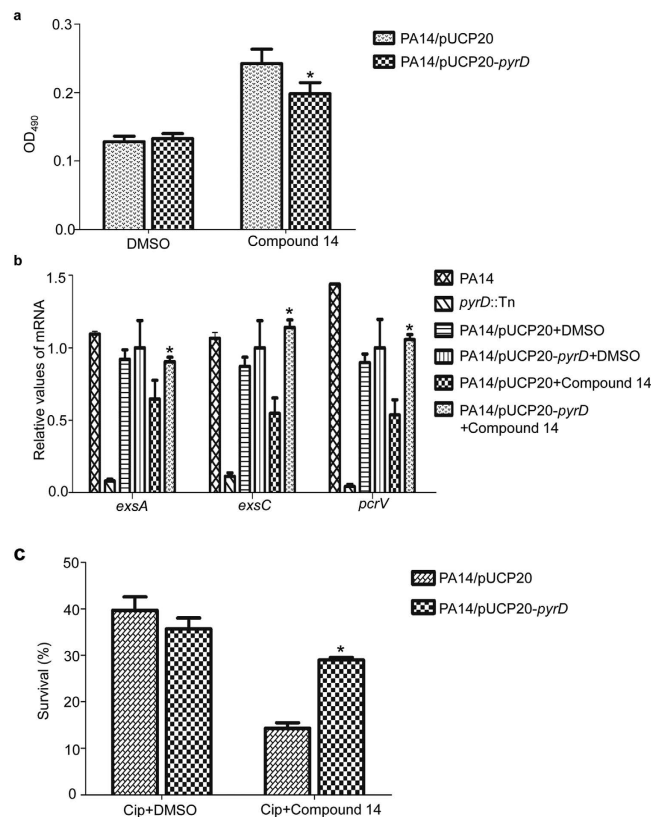 a
0.3
0.2
0.1
0.0
OD490
DMSO
Compound 14
*
PA14/pUCP20
PA14/pUCP20-pyrD
b
1.5
1.0
0.5
0.0
Relative values of mRNA
*
*
*
exsA
exsC
pcrV
PA14
pyrD::Tn
PA14/pUCP20+DMSO
PA14/pUCP20-pyrD+DMSO
PA14/pUCP20+Compound 14
PA14/pUCP20-pyrD
+Compound 14
c
50
40
30
20
10
0
Survival (%)
*
Cip+DMSO
Cip+Compound 14
PA14/pUCP20
PA14/pUCP20-pyrD